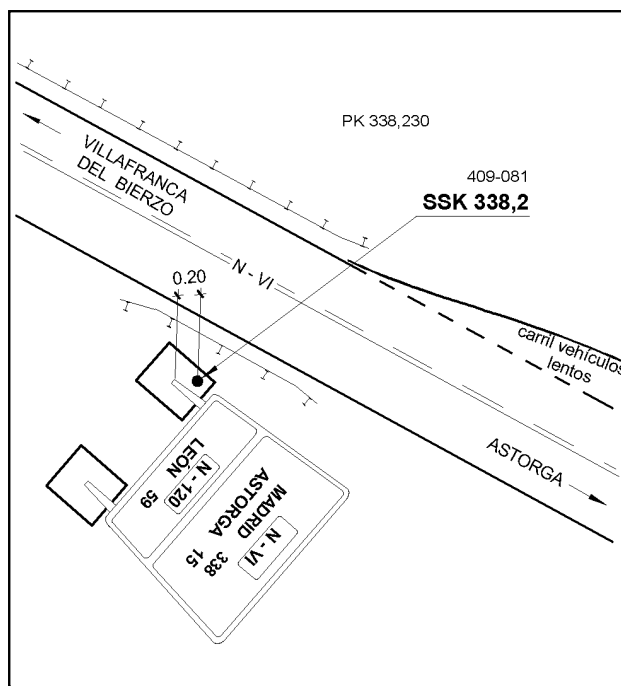 PK 338,230
409-081
SSK 338,2
VILLAFRANCA
DEL BIERZO
N - VI
0.20
carril vehículos
lentos
ASTORGA
LEÓN
N - 120
59
MADRID
ASTORGA
N - VI
338
15